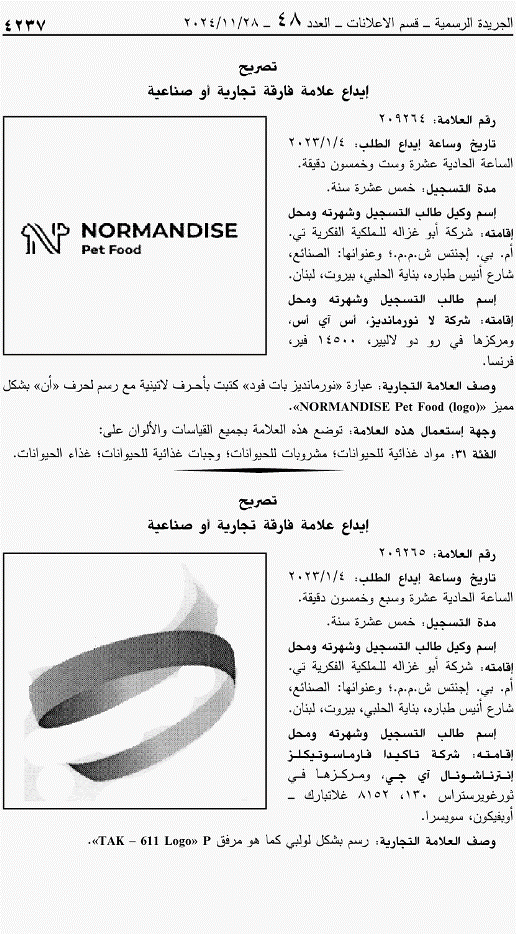 الجريدة الرسمية ــ قسم الاعلانات ــ العدد ٤٨ ــ ٢٠٢٤/١١/٢٨
٤٢٣٧
تصريح
إيداع علامة فارقة تجارية أو صناعية
رقم العلامة: ٢٠٩٢٦٤
تاريخ وساعة إيداع الطلب: ٢٠٢٣/١/٤
الساعة الحادية عشرة وست وخمسون دقيقة.
مدة التسجيل: خمس عشرة سنة.
إسم وكيل طالب التسجيل وشهرته ومحل
إقامته: شركة أبو غزاله للملكية الفكرية تي.
أم. بي. إجنتس ش.م.م.؛ وعنوانها: الصنائع،
شارع أنيس طباره، بناية الحلبي، بيروت، لبنان.
إسم طالب التسجيل وشهرته ومحل
إقامته: شركة لا نورمانديز، أس آي أس،
ومركزها في رو دو لاليير، ١٤٥٠٠ فير،
فرنسا.
NORMANDISE
Pet Food
وصف العلامة التجارية: عبارة «نورمانديز بات فود» كتبت بأحرف لاتينية مع رسم لحرف «أن» بشكل
مميز «NORMANDISE Pet Food (logo)».
وجهة إستعمال هذه العلامة: توضع هذه العلامة بجميع القياسات والألوان على:
الفئة ٣١: مواد غذائية للحيوانات؛ مشروبات للحيوانات؛ وجبات غذائية للحيوانات؛ غذاء الحيوانات.
تصريح
إيداع علامة فارقة تجارية أو صناعية
رقم العلامة: ٢٠٩٢٦٥
تاريخ وساعة إيداع الطلب: ٢٠٢٣/١/٤
الساعة الحادية عشرة وسبع وخمسون دقيقة.
مدة التسجيل: خمس عشرة سنة.
إسم وكيل طالب التسجيل وشهرته ومحل
إقامته: شركة أبو غزاله للملكية الفكرية تي.
أم. بي. إجنتس ش.م.م.؛ وعنوانها: الصنائع،
شارع أنيس طباره، بناية الحلبي، بيروت، لبنان.
إسم طالب التسجيل وشهرته ومحل
إقامته: شركة تاكيدا فارماسوتيكلز
إنترناشونال آي جي، ومركزها في
ثورغويرستراس ١٣٠، ٨١٥٢ غلاتبارك ــ
أوبفيكون، سويسرا.
وصف العلامة التجارية: رسم بشكل لولبي كما هو مرفق TAK – 611 Logo» P».